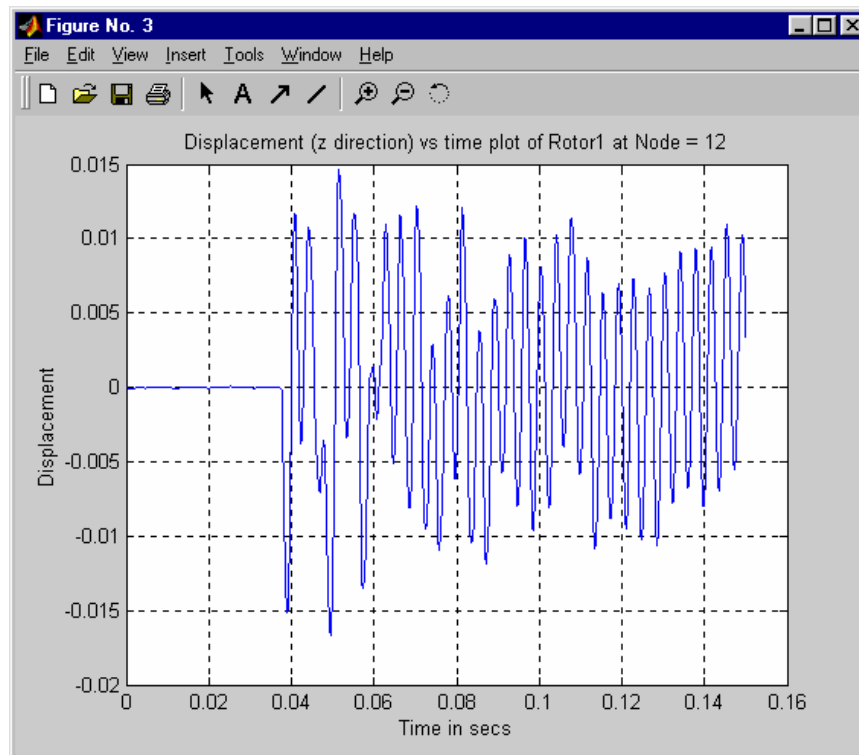 Figure No. 3
File Edit View Insert Tools Window Help
A
Displacement (z direction) vs time plot of Rotor1 at Node = 12
0.015
0.01
0.005
0
-0.005
-0.01
-0.015
-0.02
Displacement
0 0.02 0.04 0.06 0.08 0.1 0.12 0.14 0.16
Time in secs